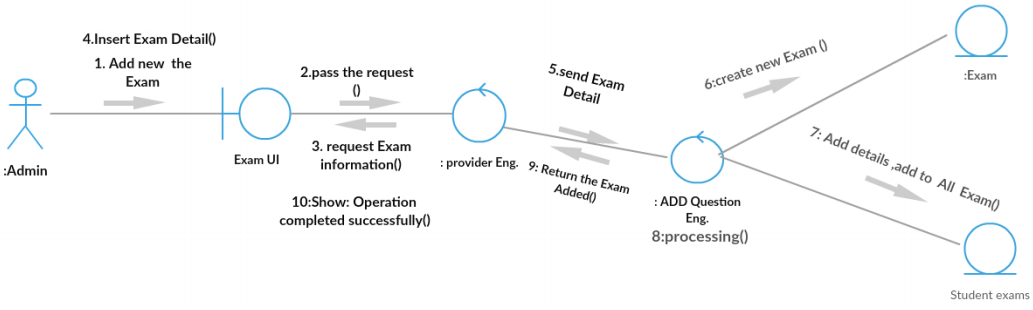 4.Insert Exam Detail()
1. Add new the
Exam
:Admin
Exam UI
2.pass the request
()
3. request Exam
information()
10:Show: Operation
completed successfully()
: provider Eng.
5.send Exam
Detail
9: Return the Exam
Added()
: ADD Question
Eng.
8:processing()
6:create new Exam ()
:Exam
7: Add details ,add to All Exam()
Student exams